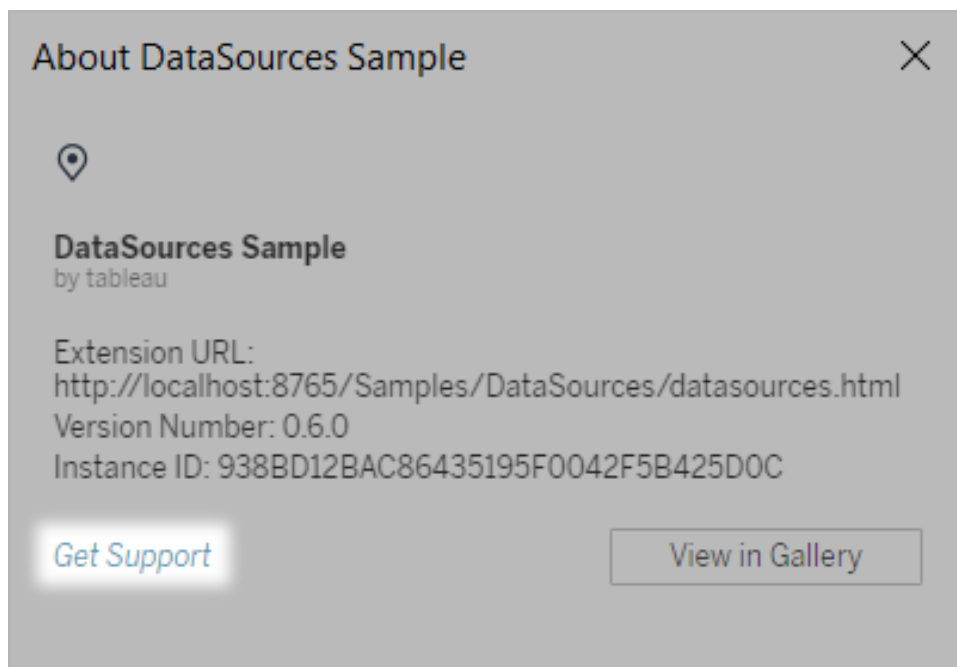 About DataSources Sample
DataSources Sample
by tableau
Extension URL:
http://localhost:8765/Samples/DataSources/datasources.html
Version Number: 0.6.0
Instance ID: 938BD12BAC86435195F0042F5B425D0C
Get Support
View in Gallery